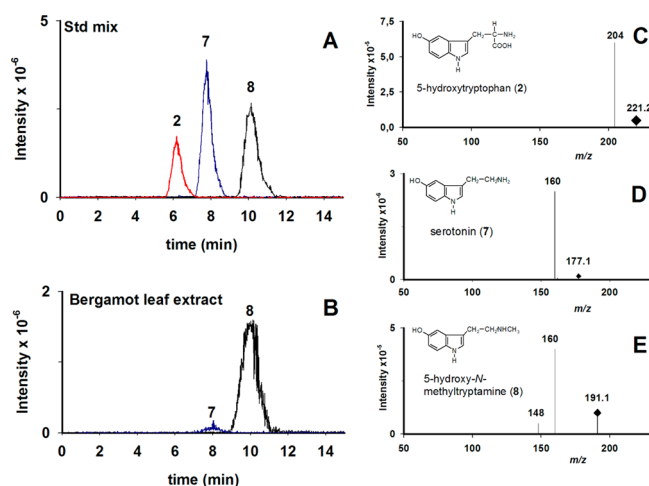 Std mix
A
Intensity x 10⁻⁶
5
0
2
7
8
0 2 4 6 8 10 12 14
time (min)
Bergamot leaf extract
B
Intensity x 10⁻⁶
2
0
7
8
0 2 4 6 8 10 12 14
time (min)
C
Intensity x10⁻⁵
7,5
5,0
2,5
0,0
HO
CH₂—CH—NH₂
COOH
N
H
5-hydroxytryptophan (2)
204
221.2
50 100 150 200
m/z
D
Intensity x10⁻⁵
3
0
HO
CH₂—CH₂NH₂
N
H
serotonin (7)
160
177.1
50 100 150 200
m/z
E
Intensity x10⁻⁵
5
0
HO
CH₂—CH₂NHCH₃
N
H
5-hydroxy-N-
methyltryptamine (8)
160
148
191.1
50 100 150 200
m/z